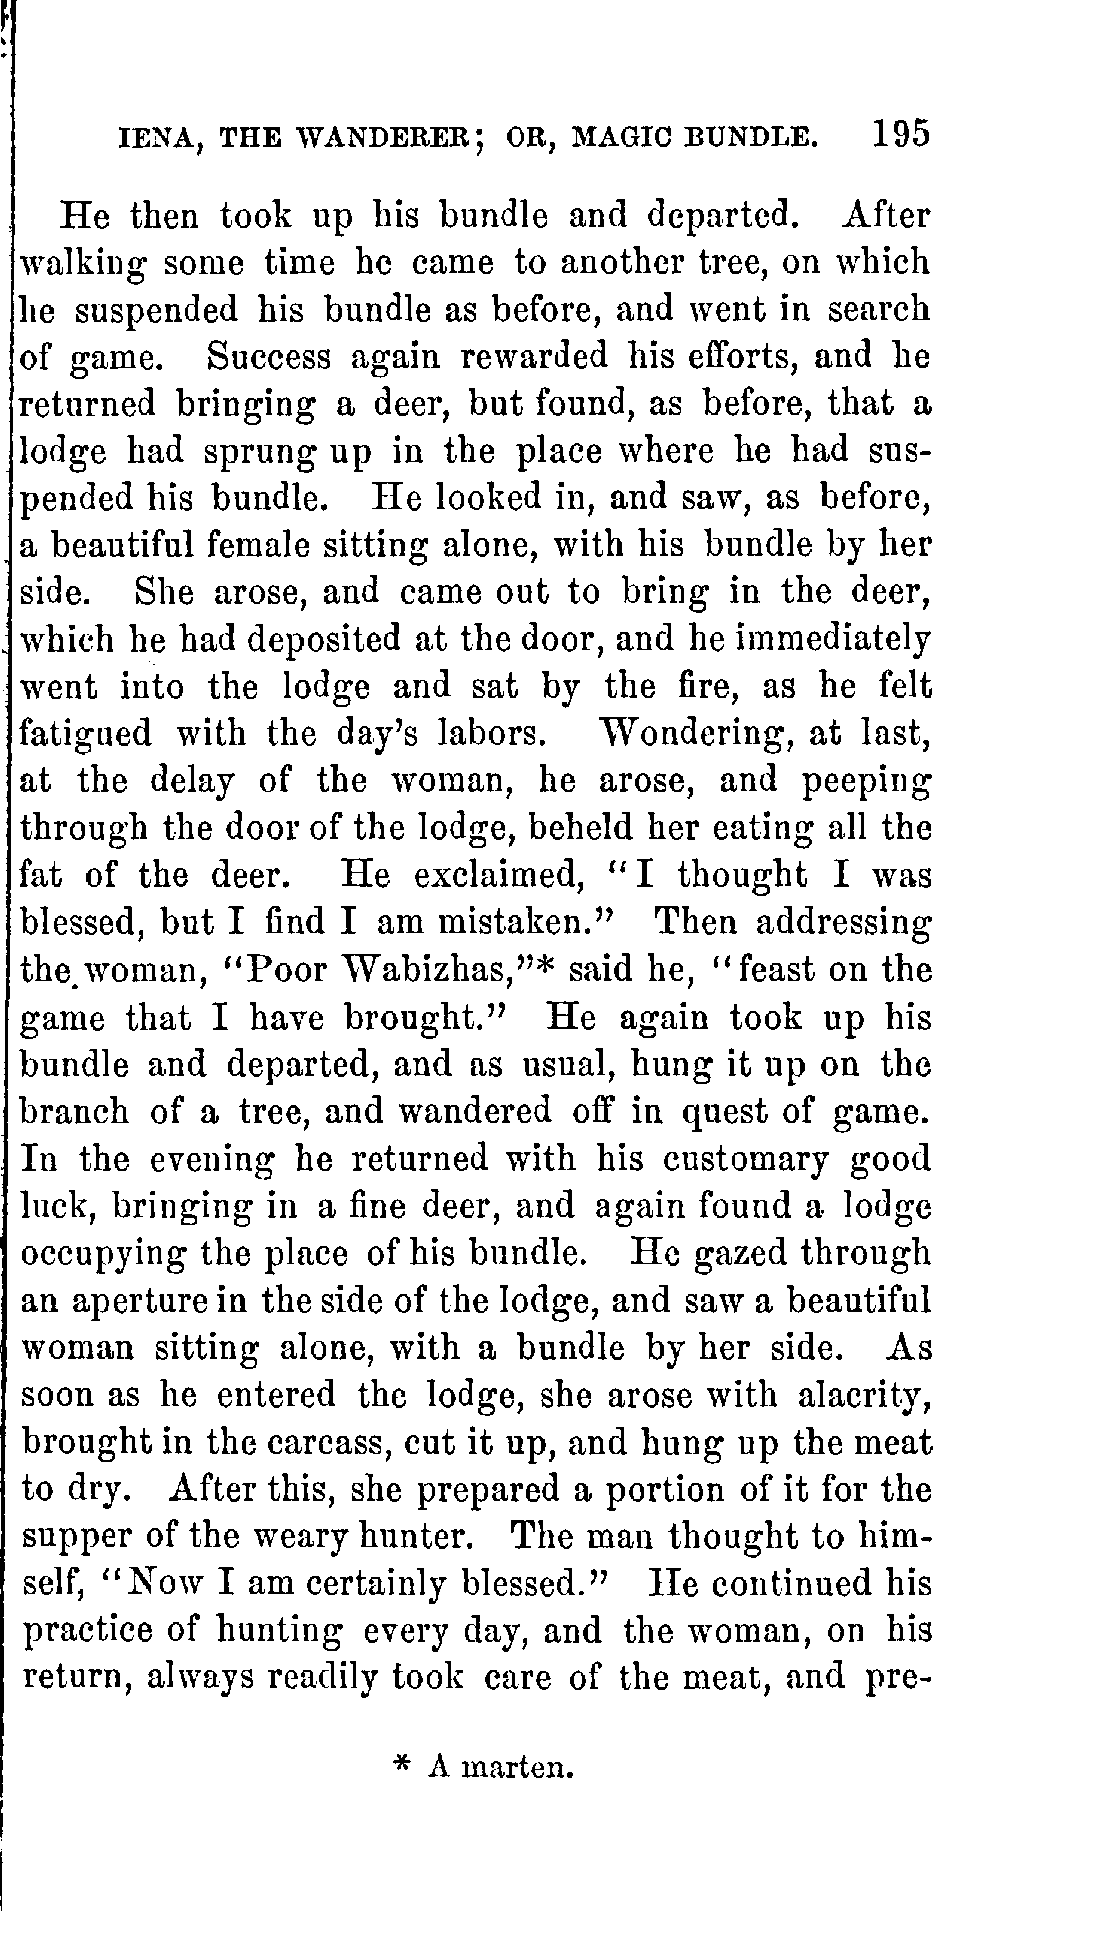 IENA, THE WANDERER; OR, MAGIC BUNDLE. 195
He then took up his bundle and departed. After
walking some time he came to another tree, on which
he suspended his bundle as before, and went in search
of game. Success again rewarded his efforts, and he
returned bringing a deer, but found, as before, that a
lodge had sprung up in the place where he had sus-
pended his bundle. He looked in, and saw, as before,
a beautiful female sitting alone, with his bundle by her
side. She arose, and came out to bring in the deer,
which he had deposited at the door, and he immediately
went into the lodge and sat by the fire, as he felt
fatigued with the day's labors. Wondering, at last,
at the delay of the woman, he arose, and peeping
through the door of the lodge, beheld her eating all the
fat of the deer. He exclaimed, "I thought I was
blessed, but I find I am mistaken." Then addressing
the woman, "Poor Wabizhas,"* said he, "feast on the
game that I have brought." He again took up his
bundle and departed, and as usual, hung it up on the
branch of a tree, and wandered off in quest of game.
In the evening he returned with his customary good
luck, bringing in a fine deer, and again found a lodge
occupying the place of his bundle. He gazed through
an aperture in the side of the lodge, and saw a beautiful
woman sitting alone, with a bundle by her side. As
soon as he entered the lodge, she arose with alacrity,
brought in the carcass, cut it up, and hung up the meat
to dry. After this, she prepared a portion of it for the
supper of the weary hunter. The man thought to him-
self, "Now I am certainly blessed." He continued his
practice of hunting every day, and the woman, on his
return, always readily took care of the meat, and pre-
* A marten.